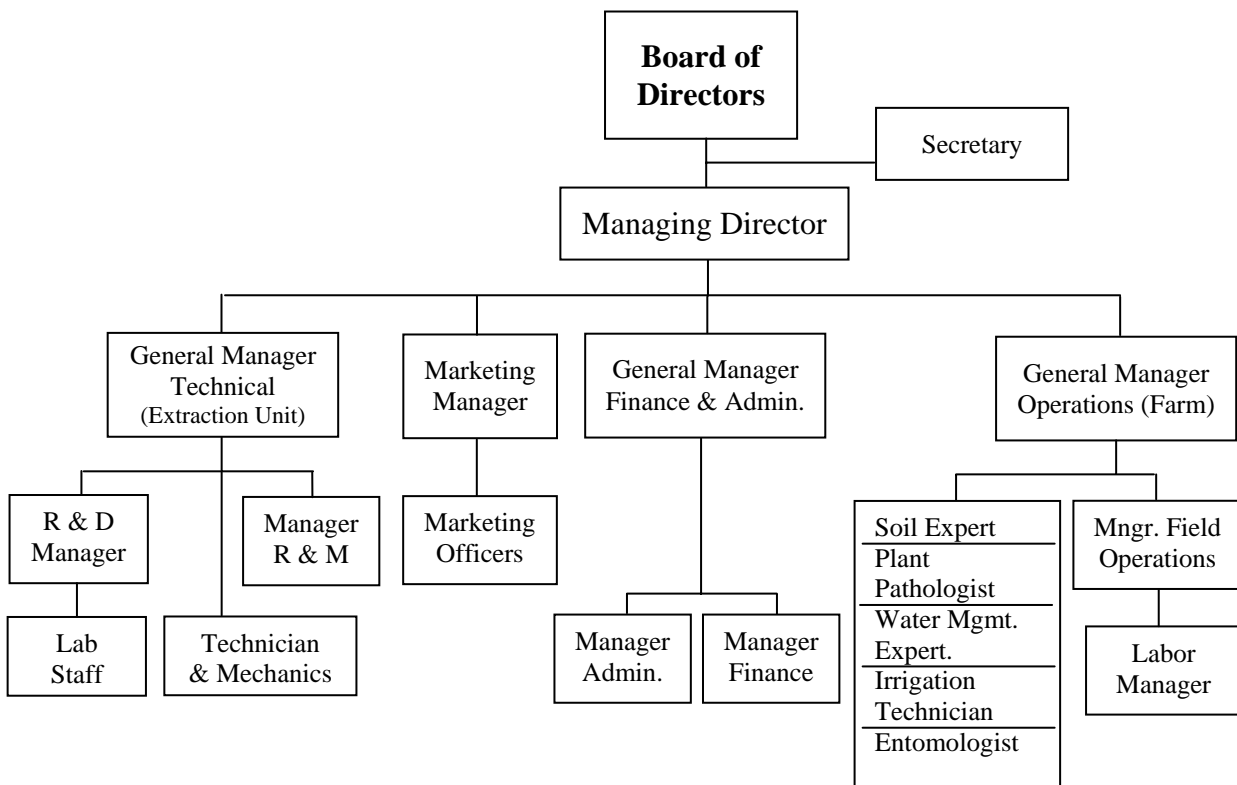 Board of
Directors
Secretary
Managing Director
General Manager
Technical
(Extraction Unit)
Marketing
Manager
General Manager
Finance & Admin.
General Manager
Operations (Farm)
R & D
Manager
Manager
R & M
Marketing
Officers
Soil Expert
Plant
Pathologist
Water Mgmt.
Expert.
Irrigation
Technician
Entomologist
Mngr. Field
Operations
Lab
Staff
Technician
& Mechanics
Manager
Admin.
Manager
Finance
Labor
Manager